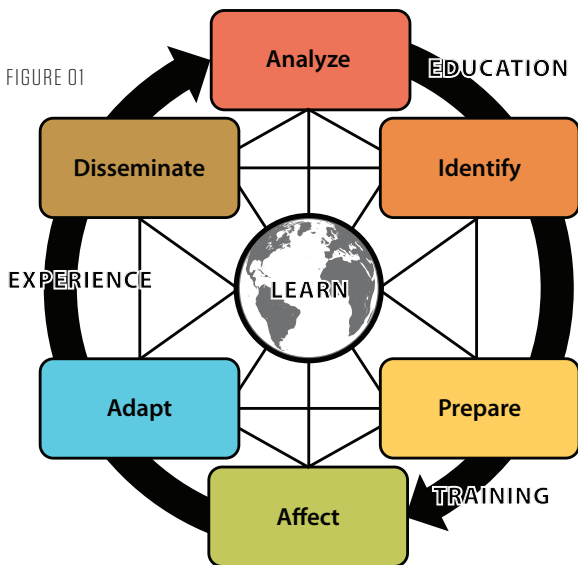 FIGURE 01
Analyze
EDUCATION
Disseminate
Identify
EXPERIENCE
LEARN
Adapt
Prepare
TRAINING
Affect